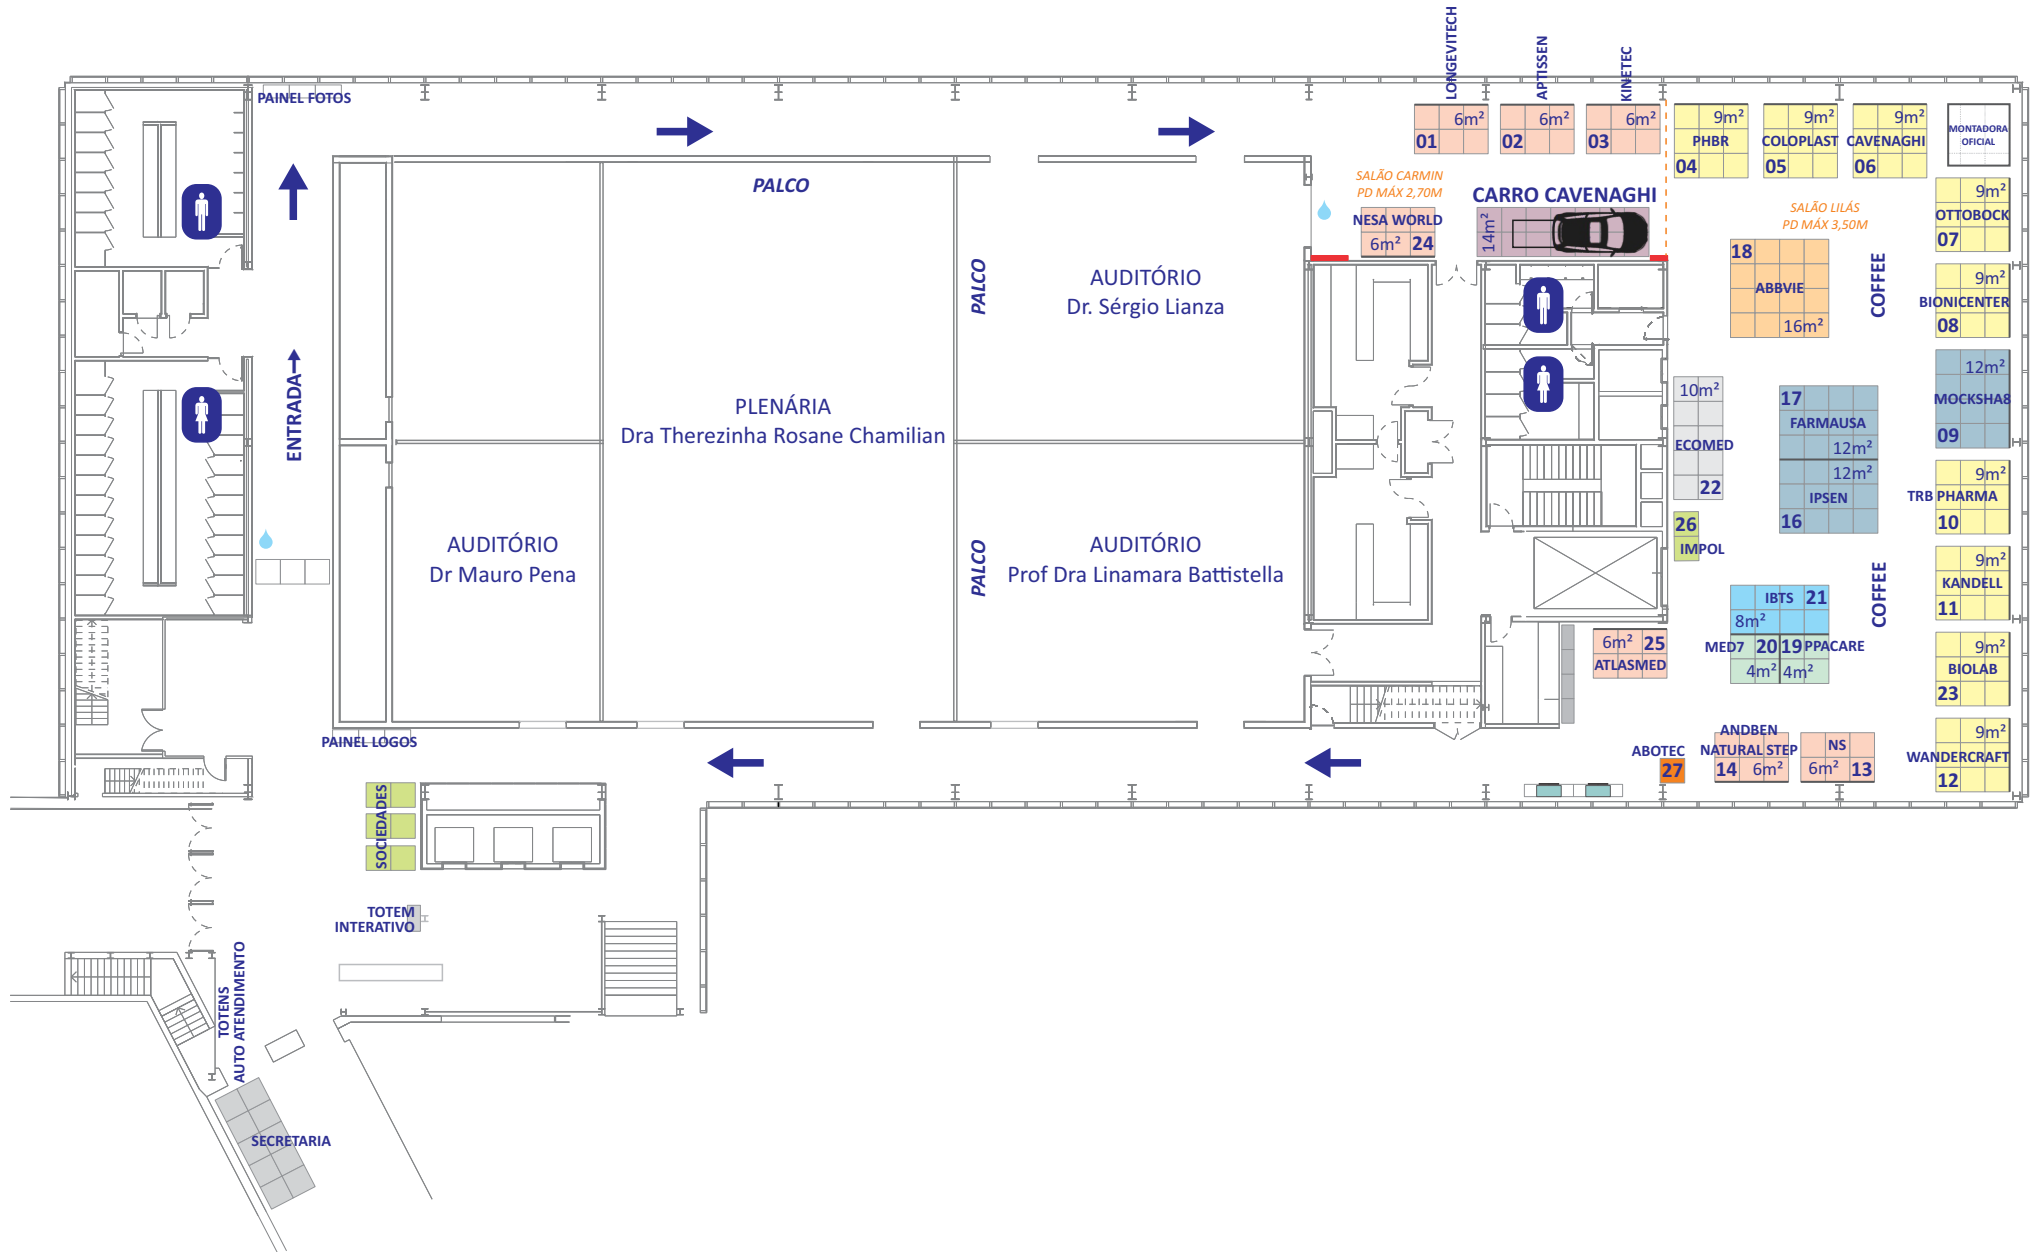 LONGEVITECH
APTISSEN
KINETEC
PAINEL FOTOS
6m²
01
6m²
02
6m²
03
9m²
PHBR
04
9m²
COLOPLAST
05
9m²
CAVENAGHI
06
MONTADORA
OFICIAL
PALCO
SALÃO CARMIN
PD MÁX 2,70M
NESA WORLD
6m² 24
CARRO CAVENAGHI
14m²
SALÃO LILÁS
PD MÁX 3,50M
9m²
OTTOBOCK
07
18
ABBVIE
16m²
COFFEE
9m²
BIONICENTER
08
PALCO
AUDITÓRIO
Dr. Sérgio Lianza
ENTRADA
PLENÁRIA
Dra Therezinha Rosane Chamilian
10m²
ECOMED
22
17
FARMAUSA
12m²
12m²
IPSEN
16
12m²
MOCKSHA8
09
9m²
TRB PHARMA
10
26
IMPOL
AUDITÓRIO
Dr Mauro Pena
PALCO
AUDITÓRIO
Prof Dra Linamara Battistella
9m²
KANDELL
11
COFFEE
IBTS 21
8m²
MED7 20 19 PPACARE
4m² 4m²
6m² 25
ATLASMED
9m²
BIOLAB
23
PAINEL LOGOS
ABOTEC
27
ANDBEN
NATURAL STEP
14 6m²
NS
6m² 13
9m²
WANDERCRAFT
12
SOCIEDADES
TOTEM
INTERATIVO
TOTENS
AUTO ATENDIMENTO
SECRETARIA